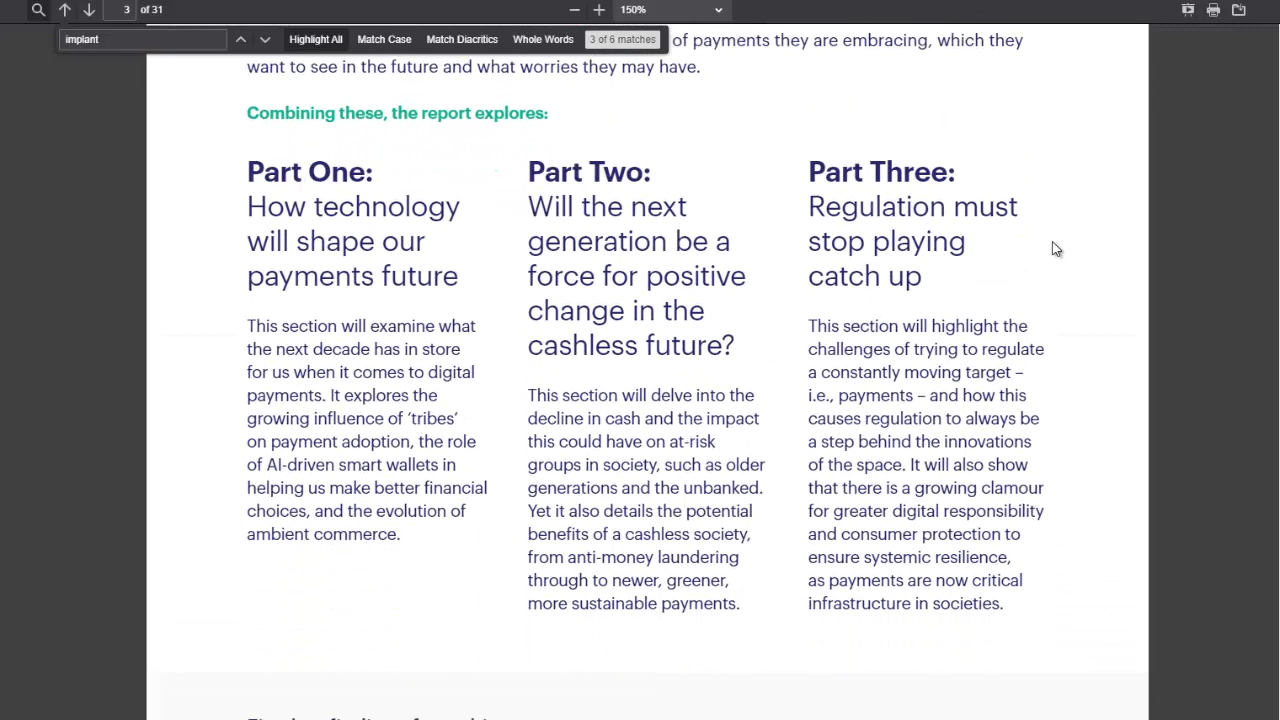 3 of 31
150%
implant
Highlight All Match Case Match Diacritics Whole Words 3 of 6 matches
of payments they are embracing, which they
want to see in the future and what worries they may have.
Combining these, the report explores:
Part One:
How technology
will shape our
payments future
This section will examine what
the next decade has in store
for us when it comes to digital
payments. It explores the
growing influence of ‘tribes’
on payment adoption, the role
of AI-driven smart wallets in
helping us make better financial
choices, and the evolution of
ambient commerce.
Part Two:
Will the next
generation be a
force for positive
change in the
cashless future?
This section will delve into the
decline in cash and the impact
this could have on at-risk
groups in society, such as older
generations and the unbanked.
Yet it also details the potential
benefits of a cashless society,
from anti-money laundering
through to newer, greener,
more sustainable payments.
Part Three:
Regulation must
stop playing
catch up
This section will highlight the
challenges of trying to regulate
a constantly moving target –
i.e., payments – and how this
causes regulation to always be
a step behind the innovations
of the space. It will also show
that there is a growing clamour
for greater digital responsibility
and consumer protection to
ensure systemic resilience,
as payments are now critical
infrastructure in societies.